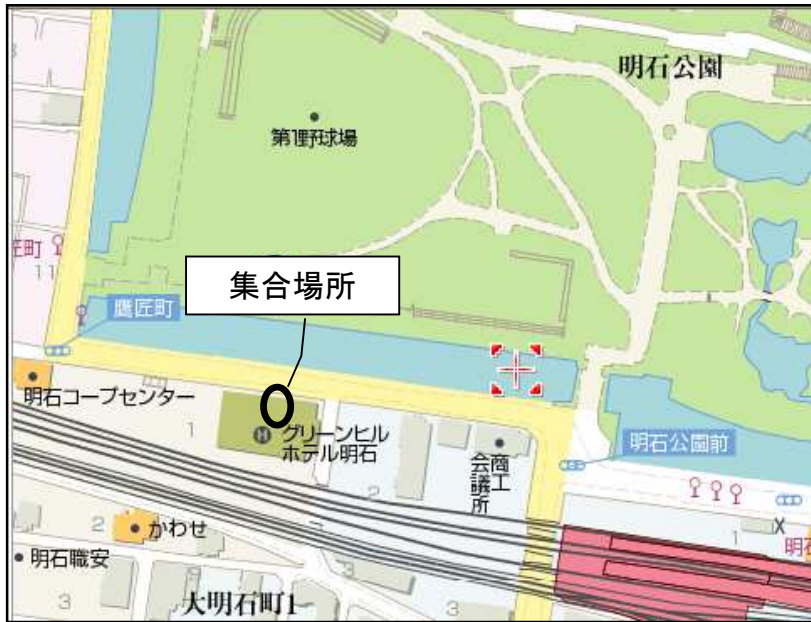 明石公園
第1野球場
匠町
11
集合場所
鷹匠町
明石コープセンター
1
H
グリーンヒル
ホテル明石
商工
会議所
明石公園前
2
2
かわせ
明石職安
3
大明石町1
3
1
X